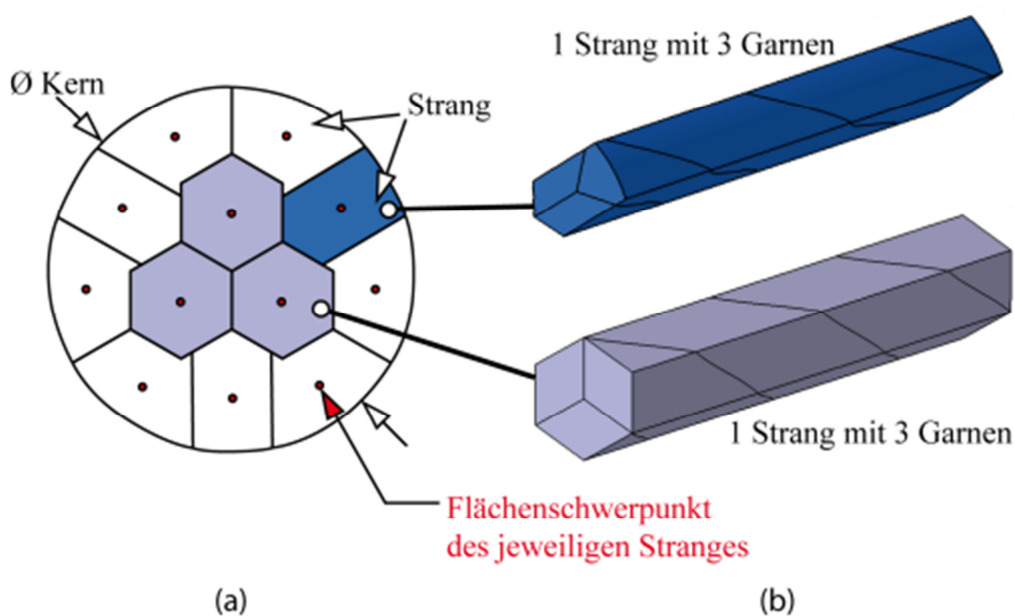 1 Strang mit 3 Garnen
Ø Kern
Strang
1 Strang mit 3 Garnen
Flächenschwerpunkt
des jeweiligen Stranges
(a)
(b)